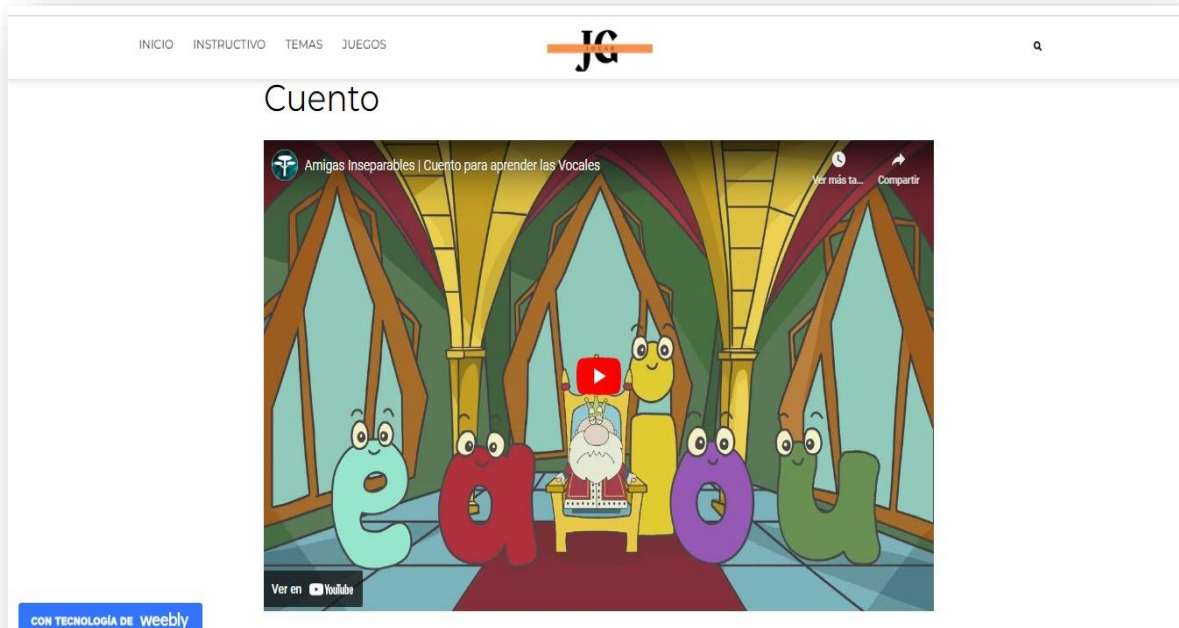 INICIO INSTRUCTIVO TEMAS JUEGOS
JG
JUGAR
Cuento
Amigas Inseparables | Cuento para aprender las Vocales
Ver más ta... Compartir
e a i o u
Ver en YouTube
CON TECNOLOGÍA DE weebly